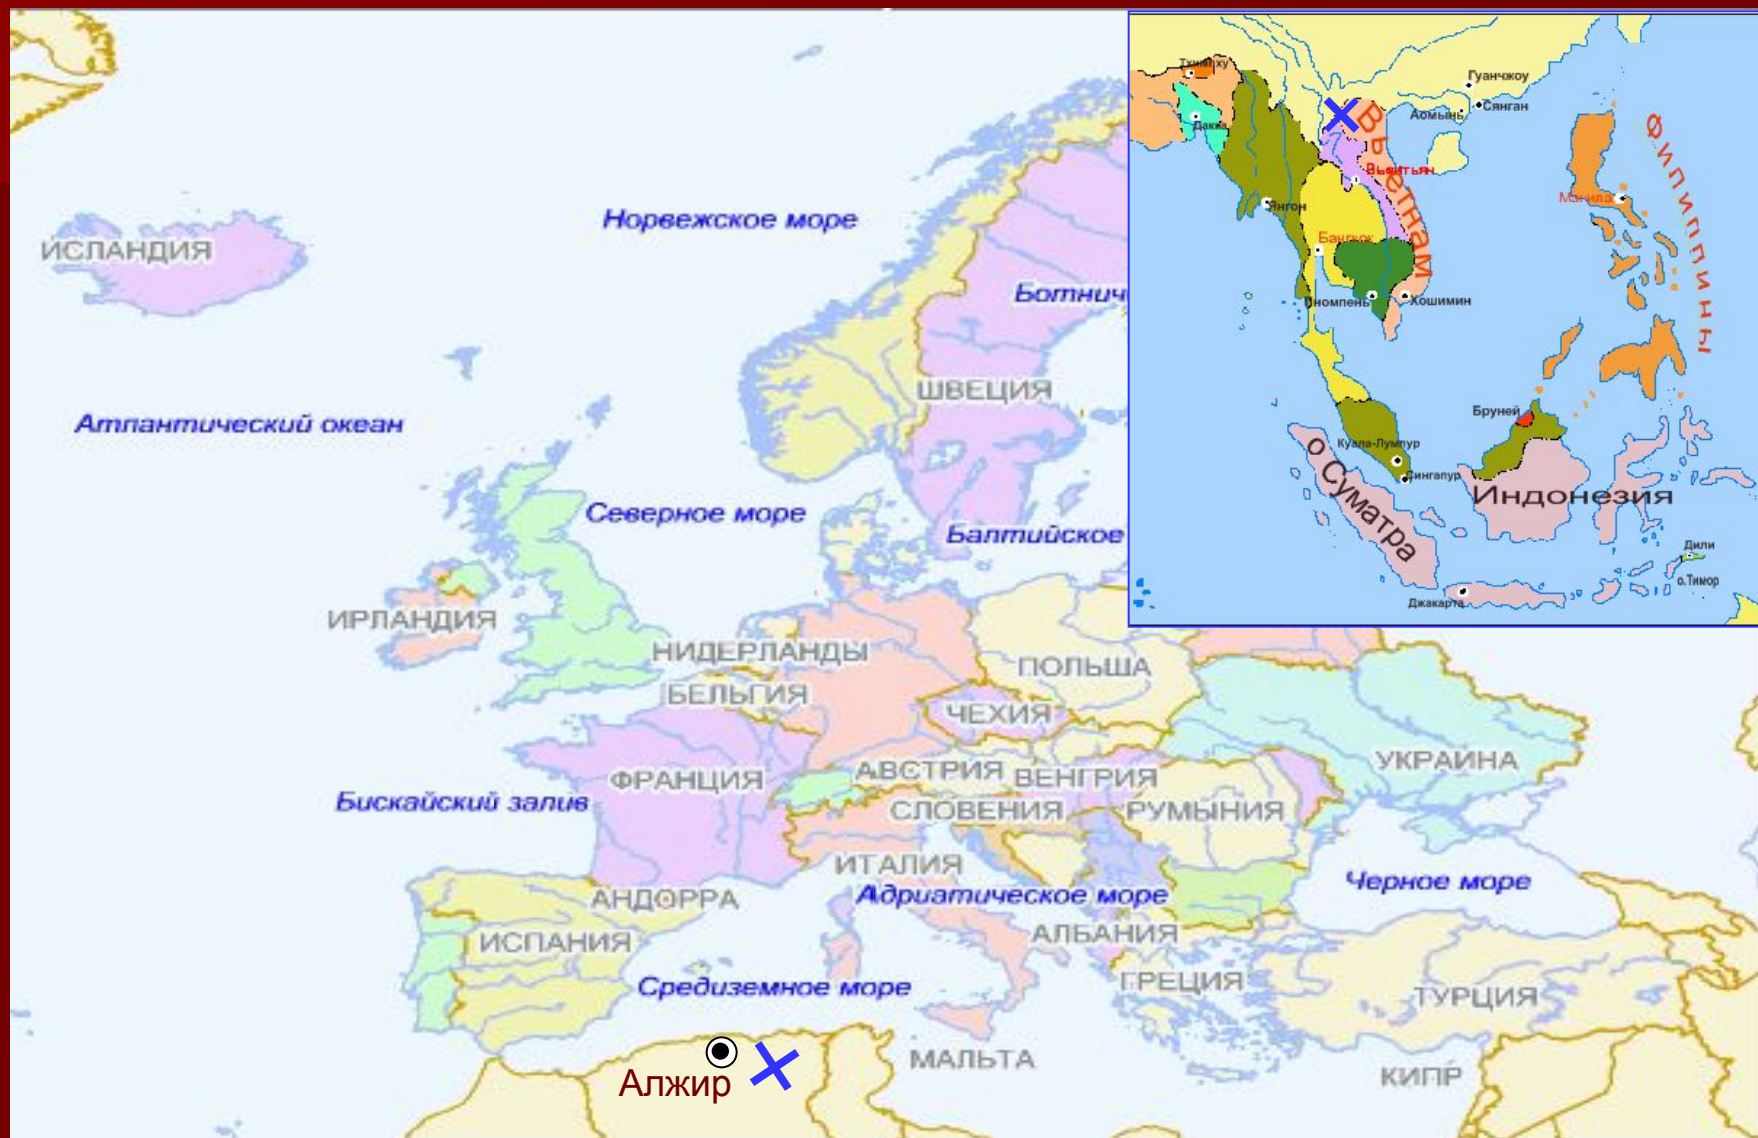 ИСЛАНДИЯ
Норвежское море
Ботнич
ШВЕЦИЯ
Атлантический океан
Северное море
Балтийское
ИРЛАНДИЯ
НИДЕРЛАНДЫ
ПОЛЬША
БЕЛЬГИЯ
ЧЕХИЯ
УКРАИНА
ФРАНЦИЯ
АВСТРИЯ
ВЕНГРИЯ
Бискайский залив
СЛОВЕНИЯ
РУМЫНИЯ
ИТАЛИЯ
Черное море
АНДОРРА
Адриатическое море
ИСПАНИЯ
АЛБАНИЯ
Средиземное море
ГРЕЦИЯ
ТУРЦИЯ
МАЛЬТА
КИПР
Алжир
Тхимпху
Гуанчжоу
Сянган
Аомынь
Дакка
Вьетнам
Филиппины
Вьентьян
Манила
Янгон
Бангкок
Пномпень
Хошимин
Бруней
Куала-Лумпур
Сингапур
о Суматра
Индонезия
Дили
о.Тимор
Джакарта